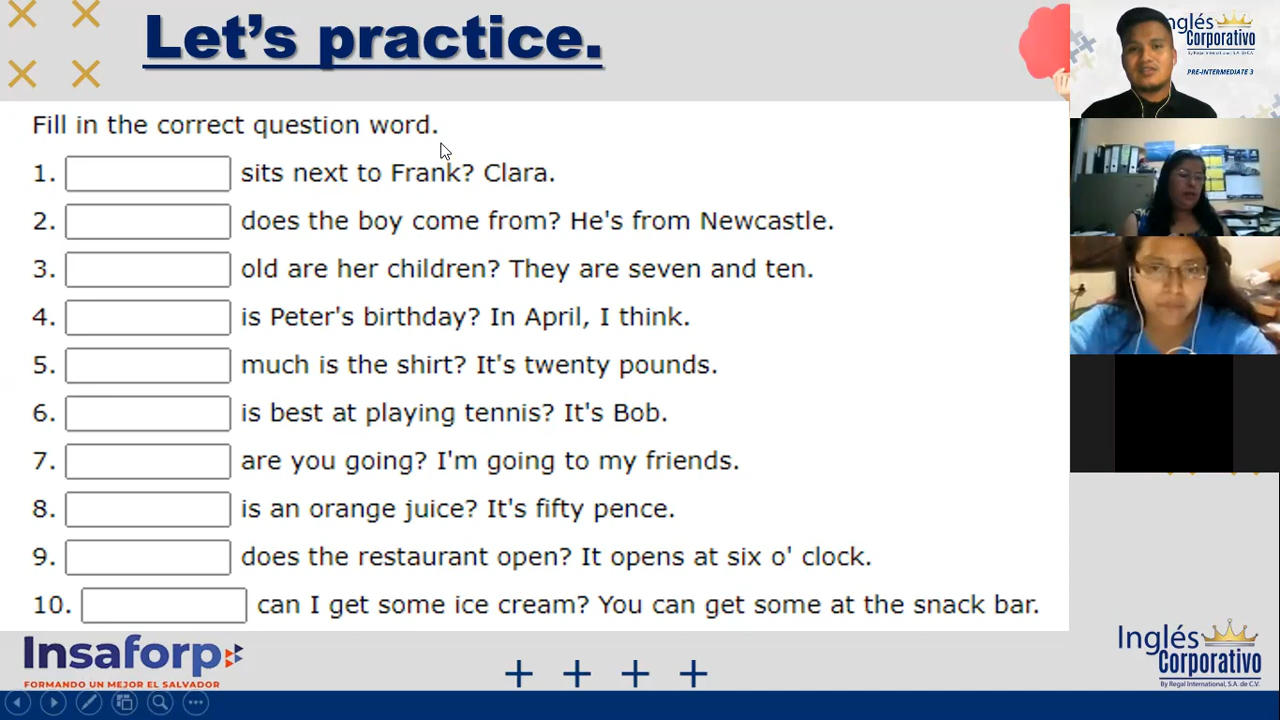 Let's practice.
Inglés
Corporativo
By Regal International, S.A. de C.V.
PRE-INTERMEDIATE 3
Fill in the correct question word.
1. sits next to Frank? Clara.
2. does the boy come from? He's from Newcastle.
3. old are her children? They are seven and ten.
4. is Peter's birthday? In April, I think.
5. much is the shirt? It's twenty pounds.
6. is best at playing tennis? It's Bob.
7. are you going? I'm going to my friends.
8. is an orange juice? It's fifty pence.
9. does the restaurant open? It opens at six o' clock.
10. can I get some ice cream? You can get some at the snack bar.
Insaforp
FORMANDO UN MEJOR EL SALVADOR
Inglés
Corporativo
By Regal International, S.A. de C.V.